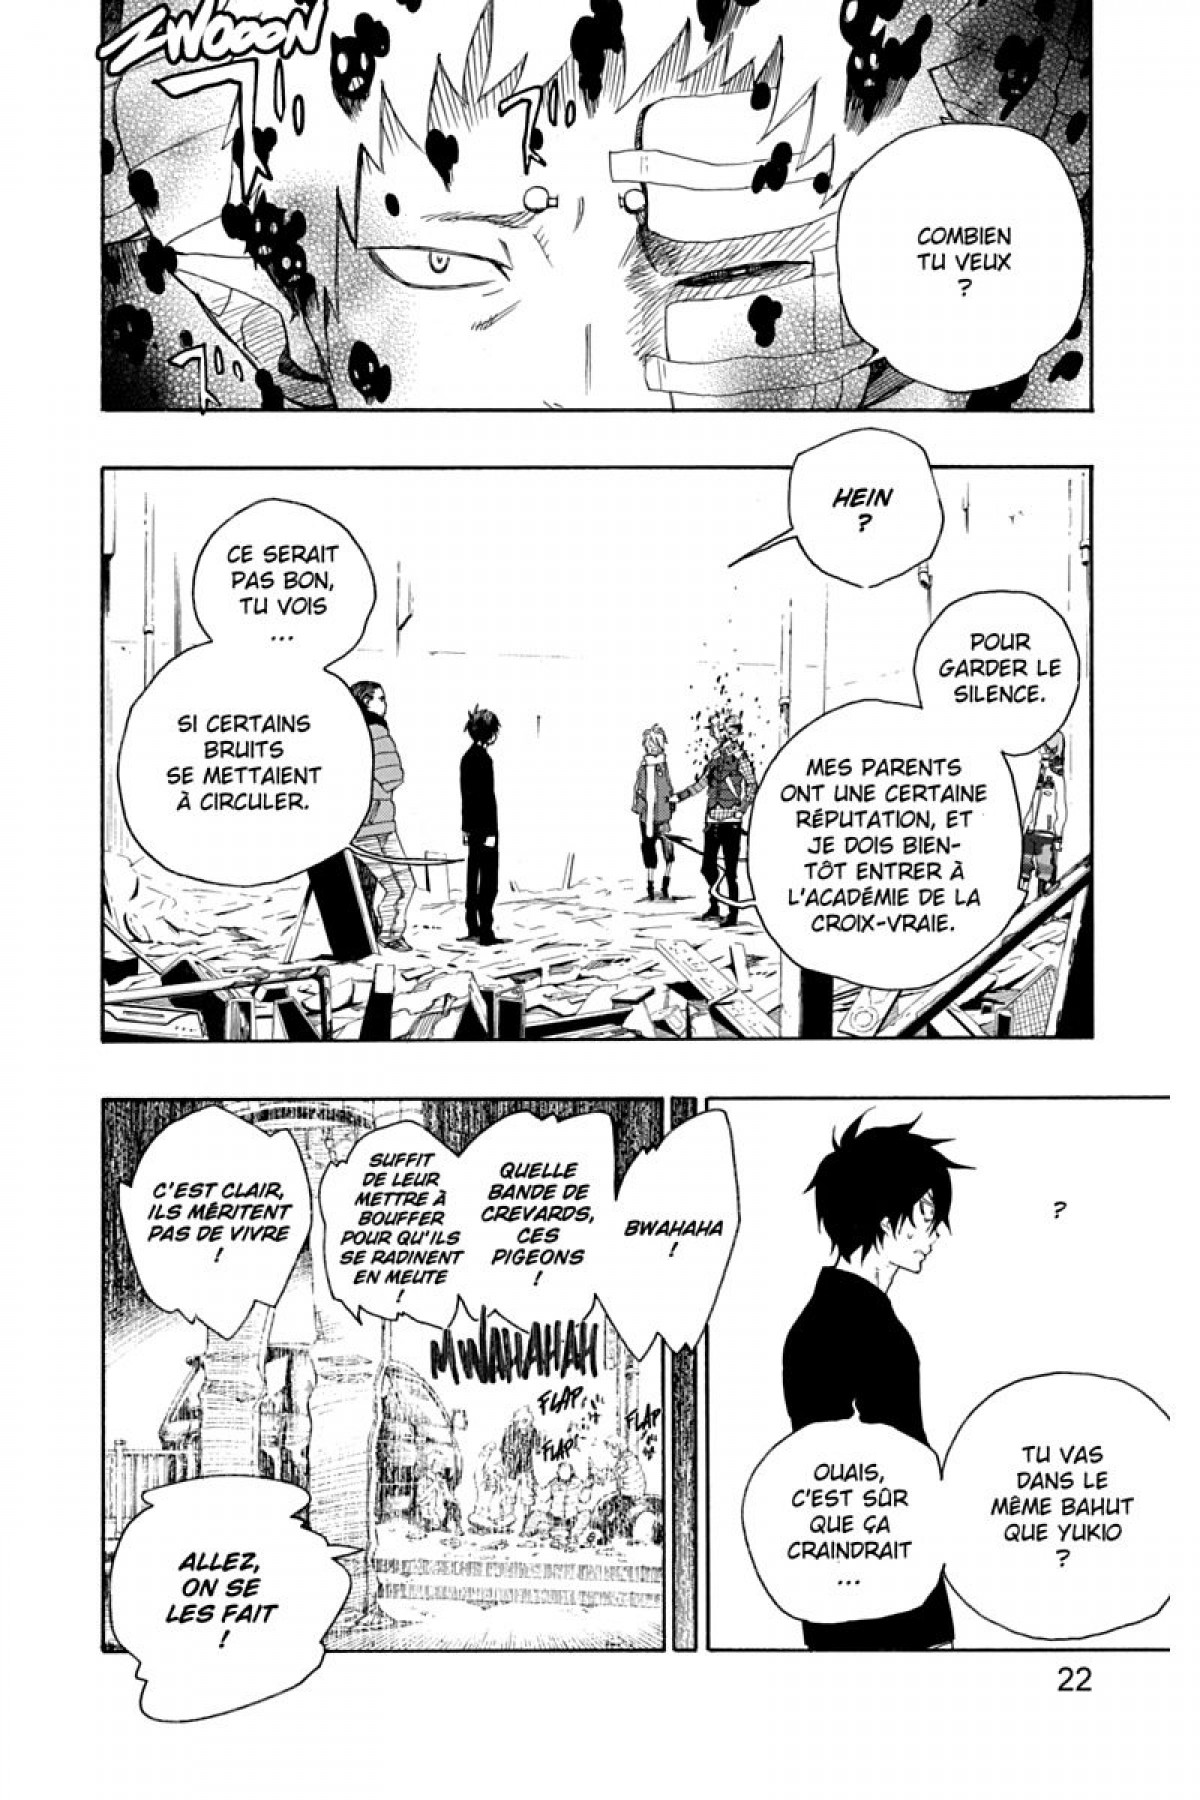 ZWOOON
COMBIEN
TU VEUX
?
HEIN
?
POUR
GARDER LE
SILENCE.
MES PARENTS
ONT UNE CERTAINE
RÉPUTATION, ET
JE DOIS BIEN-
TÔT ENTRER À
L'ACADÉMIE DE LA
CROIX-VRAIE.
CE SERAIT
PAS BON,
TU VOIS
...
SI CERTAINS
BRUITS
SE METTAIENT
À CIRCULER.
?
TU VAS
DANS LE
MÊME BAHUT
QUE YUKIO
?
OUAIS,
C'EST SÛR
QUE ÇA
CRAINDRAIT
...
BWAHAHA
!
QUELLE
BANDE DE
CREVARDS,
CES
PIGEONS
!
SUFFIT
DE LEUR
METTRE À
BOUFFER
POUR QU'ILS
SE RADINENT
EN MEUTE
!
C'EST CLAIR,
ILS MÉRITENT
PAS DE VIVRE
!
MWAHAHAH
FLAP
FLAP
FLAP
ALLEZ,
ON SE
LES FAIT
!
22